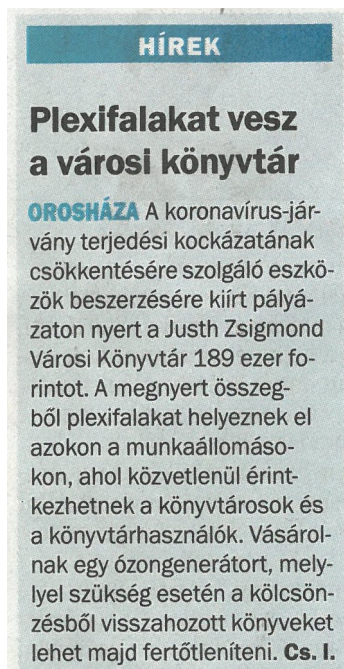 HÍREK
Plexifalakat vesz
a városi könyvtár
OROSHÁZA A koronavírus-jár-
vány terjedési kockázatának
csökkentésére szolgáló eszkö-
zök beszerzésére kiírt pályá-
zaton nyert a Justh Zsigmond
Városi Könyvtár 189 ezer fo-
rintot. A megnyert összeg-
ből plexifalakat helyeznek el
azokon a munkaállomáso-
kon, ahol közvetlenül érint-
kezhetnek a könyvtárosok és
a könyvtárhasználók. Vásárol-
nak egy ózongenerátort, mely-
lyel szükség esetén a kölcsön-
zésből visszahozott könyveket
lehet majd fertőtleníteni. Cs. I.